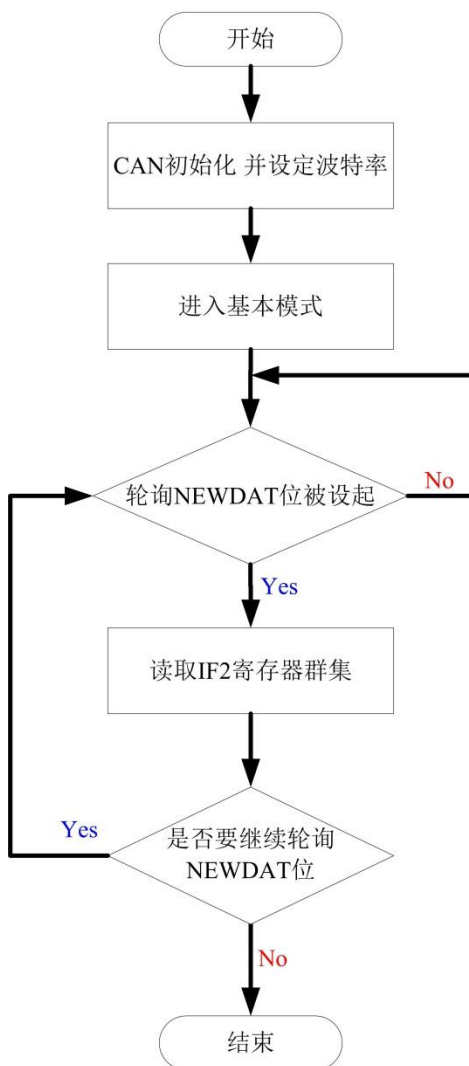 开始
CAN初始化 并设定波特率
进入基本模式
轮询NEWDAT位被设起
No
Yes
读取IF2寄存器群集
Yes
是否要继续轮询
NEWDAT位
No
结束